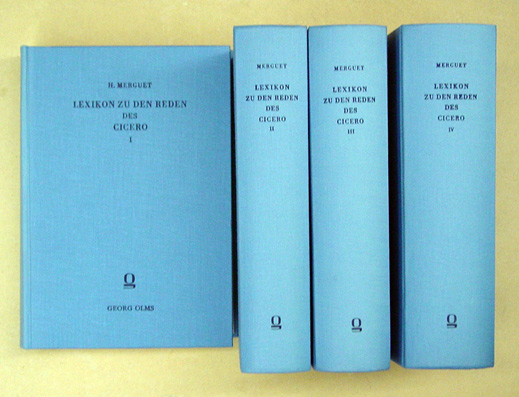 H. MERGUET
LEXIKON ZU DEN REDEN
DES
CICERO
I
GEORG OLMS
MERGUET
LEXIKON
ZU DEN REDEN
DES
CICERO
II
MERGUET
LEXIKON
ZU DEN REDEN
DES
CICERO
III
MERGUET
LEXIKON
ZU DEN REDEN
DES
CICERO
IV